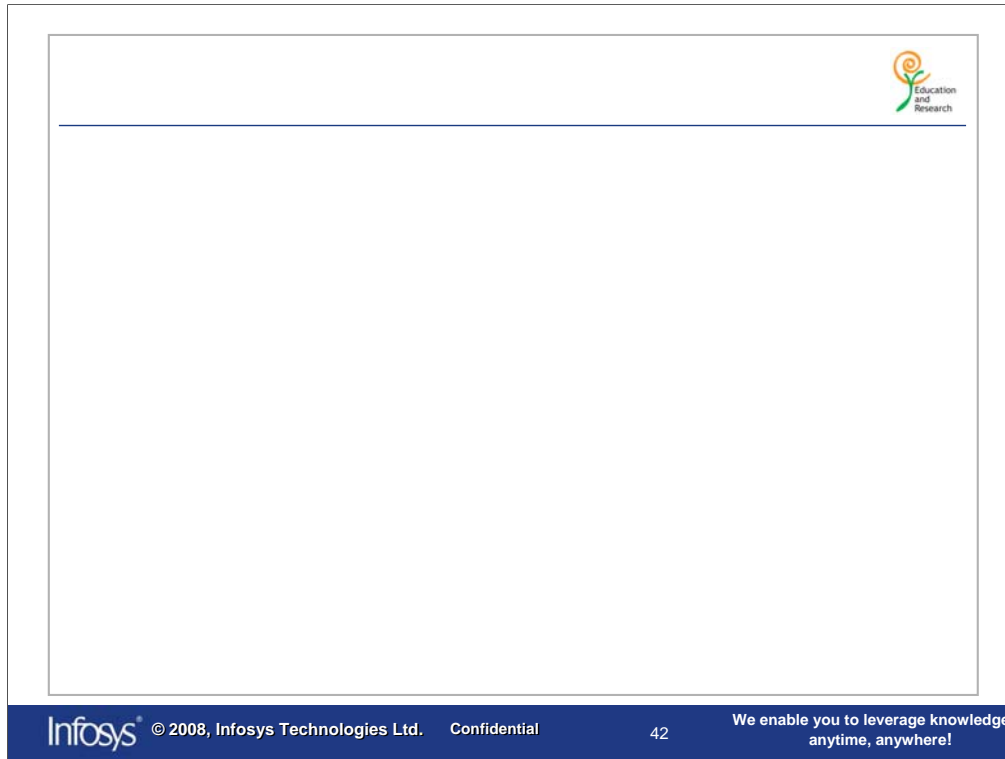 Education
and
Research
Infosys® © 2008, Infosys Technologies Ltd. Confidential 42 We enable you to leverage knowledge
anytime, anywhere!